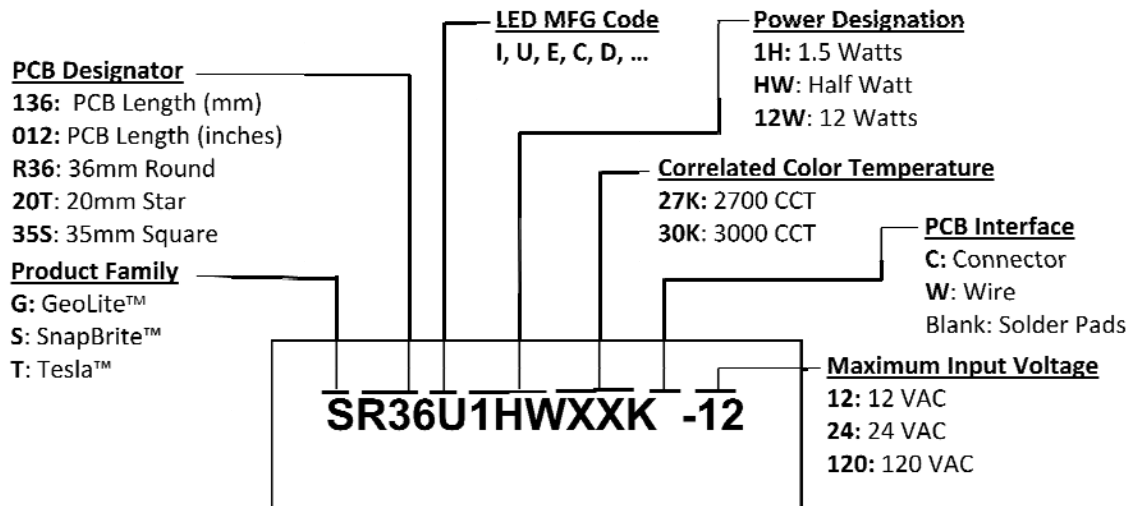 LED MFG Code
I, U, E, C, D, ...
Power Designation
1H: 1.5 Watts
HW: Half Watt
12W: 12 Watts
PCB Designator
136: PCB Length (mm)
012: PCB Length (inches)
R36: 36mm Round
20T: 20mm Star
35S: 35mm Square
Correlated Color Temperature
27K: 2700 CCT
30K: 3000 CCT
PCB Interface
C: Connector
W: Wire
Blank: Solder Pads
Product Family
G: GeoLite™
S: SnapBrite™
T: Tesla™
Maximum Input Voltage
12: 12 VAC
24: 24 VAC
120: 120 VAC
SR36U1HWXXK -12